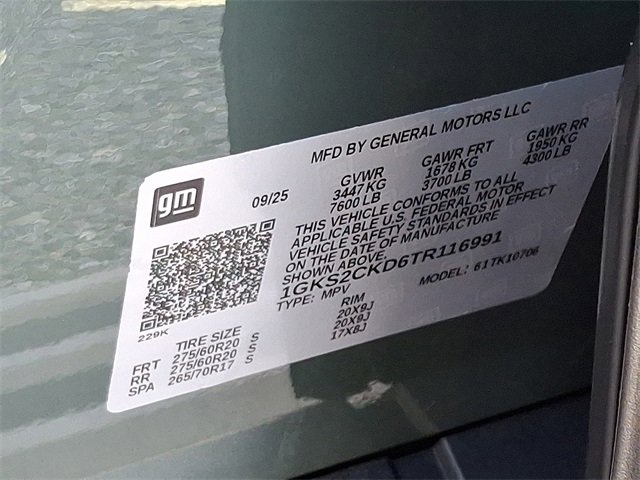 MFD BY GENERAL MOTORS LLC
gm
09/25
GVWR GAWR FRT GAWR RR
3447 KG 1678 KG 1950 KG
7600 LB 3700 LB 4300 LB
THIS VEHICLE CONFORMS TO ALL
APPLICABLE U.S. FEDERAL MOTOR
VEHICLE SAFETY STANDARDS IN EFFECT
ON THE DATE OF MANUFACTURE
SHOWN ABOVE.
1GKS2CKD6TR116991
TYPE: MPV MODEL: 61TK10706
229K
TIRE SIZE RIM
FRT 275/60R20 S 20X9J
RR 275/60R20 S 20X9J
SPA 265/70R17 S 17X8J